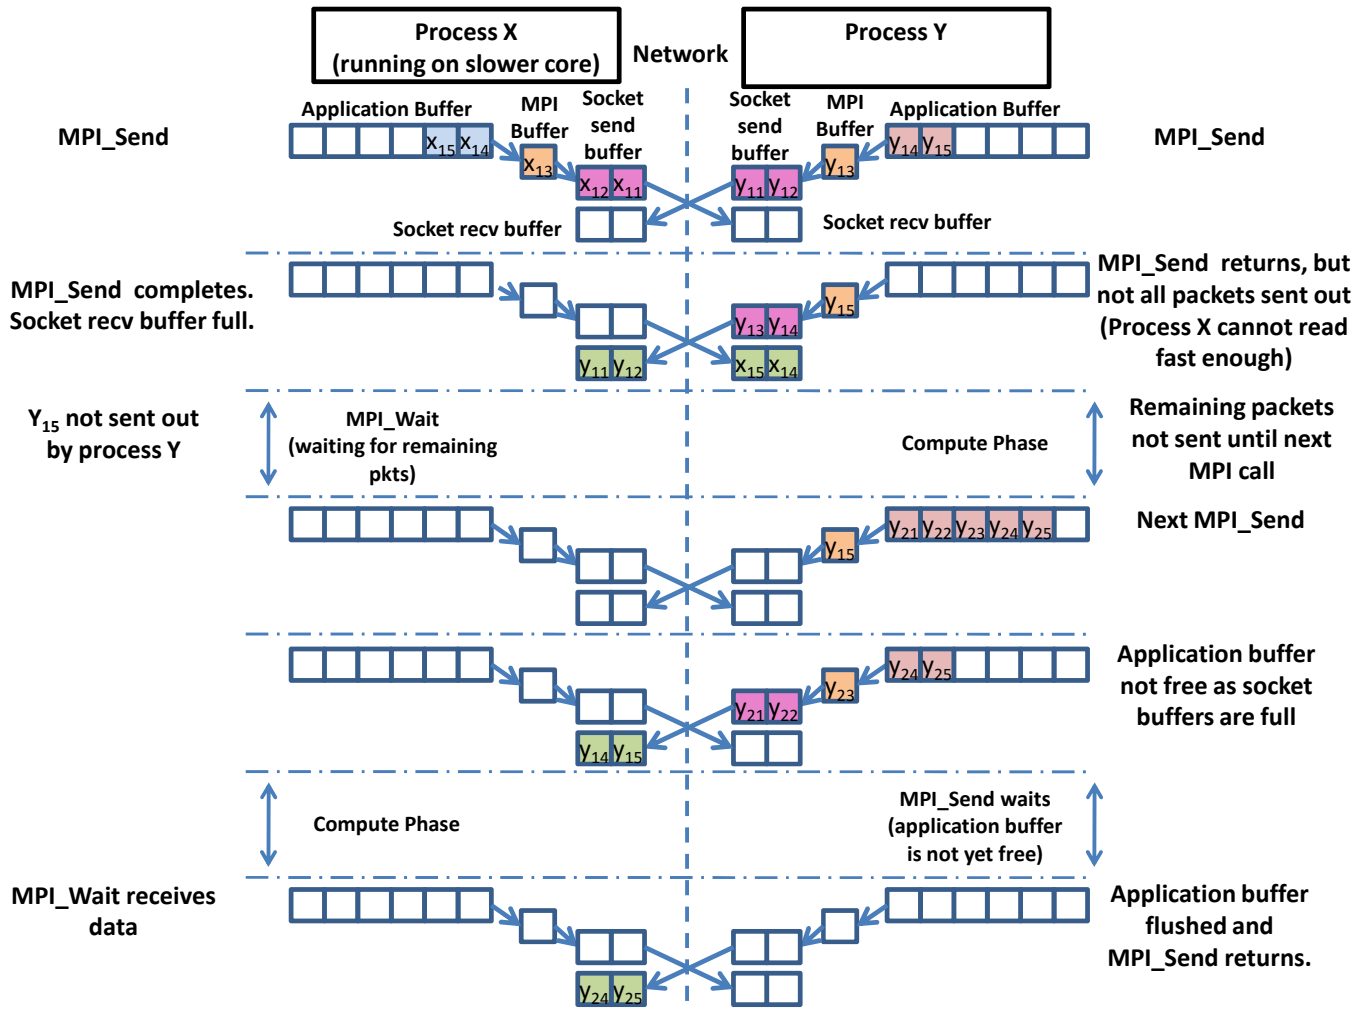 Process X
(running on slower core)
Network
Process Y
MPI_Send
Application Buffer
MPI
Buffer
Socket
send
buffer
Socket
send
buffer
MPI
Buffer
Application Buffer
MPI_Send
x15 x14
x13
x12 x11
y11 y12
y13
y14 y15
Socket recv buffer
Socket recv buffer
MPI_Send completes.
Socket recv buffer full.
y11 y12
y13 y14
x15 x14
y15
MPI_Send returns, but
not all packets sent out
(Process X cannot read
fast enough)
Y15 not sent out
by process Y
MPI_Wait
(waiting for remaining
pkts)
Compute Phase
Remaining packets
not sent until next
MPI call
y15
y21 y22 y23 y24 y25
Next MPI_Send
y14 y15
y21 y22
y23
y24 y25
Application buffer
not free as socket
buffers are full
Compute Phase
MPI_Send waits
(application buffer
is not yet free)
MPI_Wait receives
data
y24 y25
Application buffer
flushed and
MPI_Send returns.